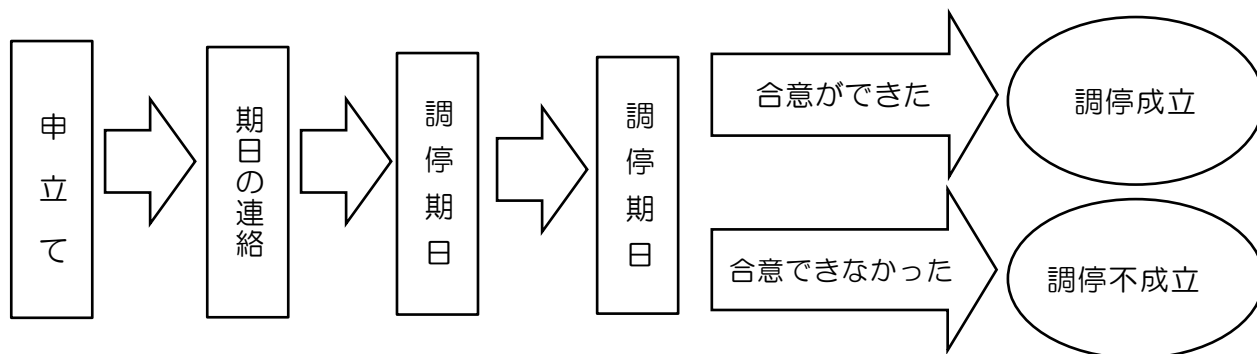 申立て
期日の連絡
調停期日
調停期日
合意ができた
調停成立
合意できなかった
調停不成立